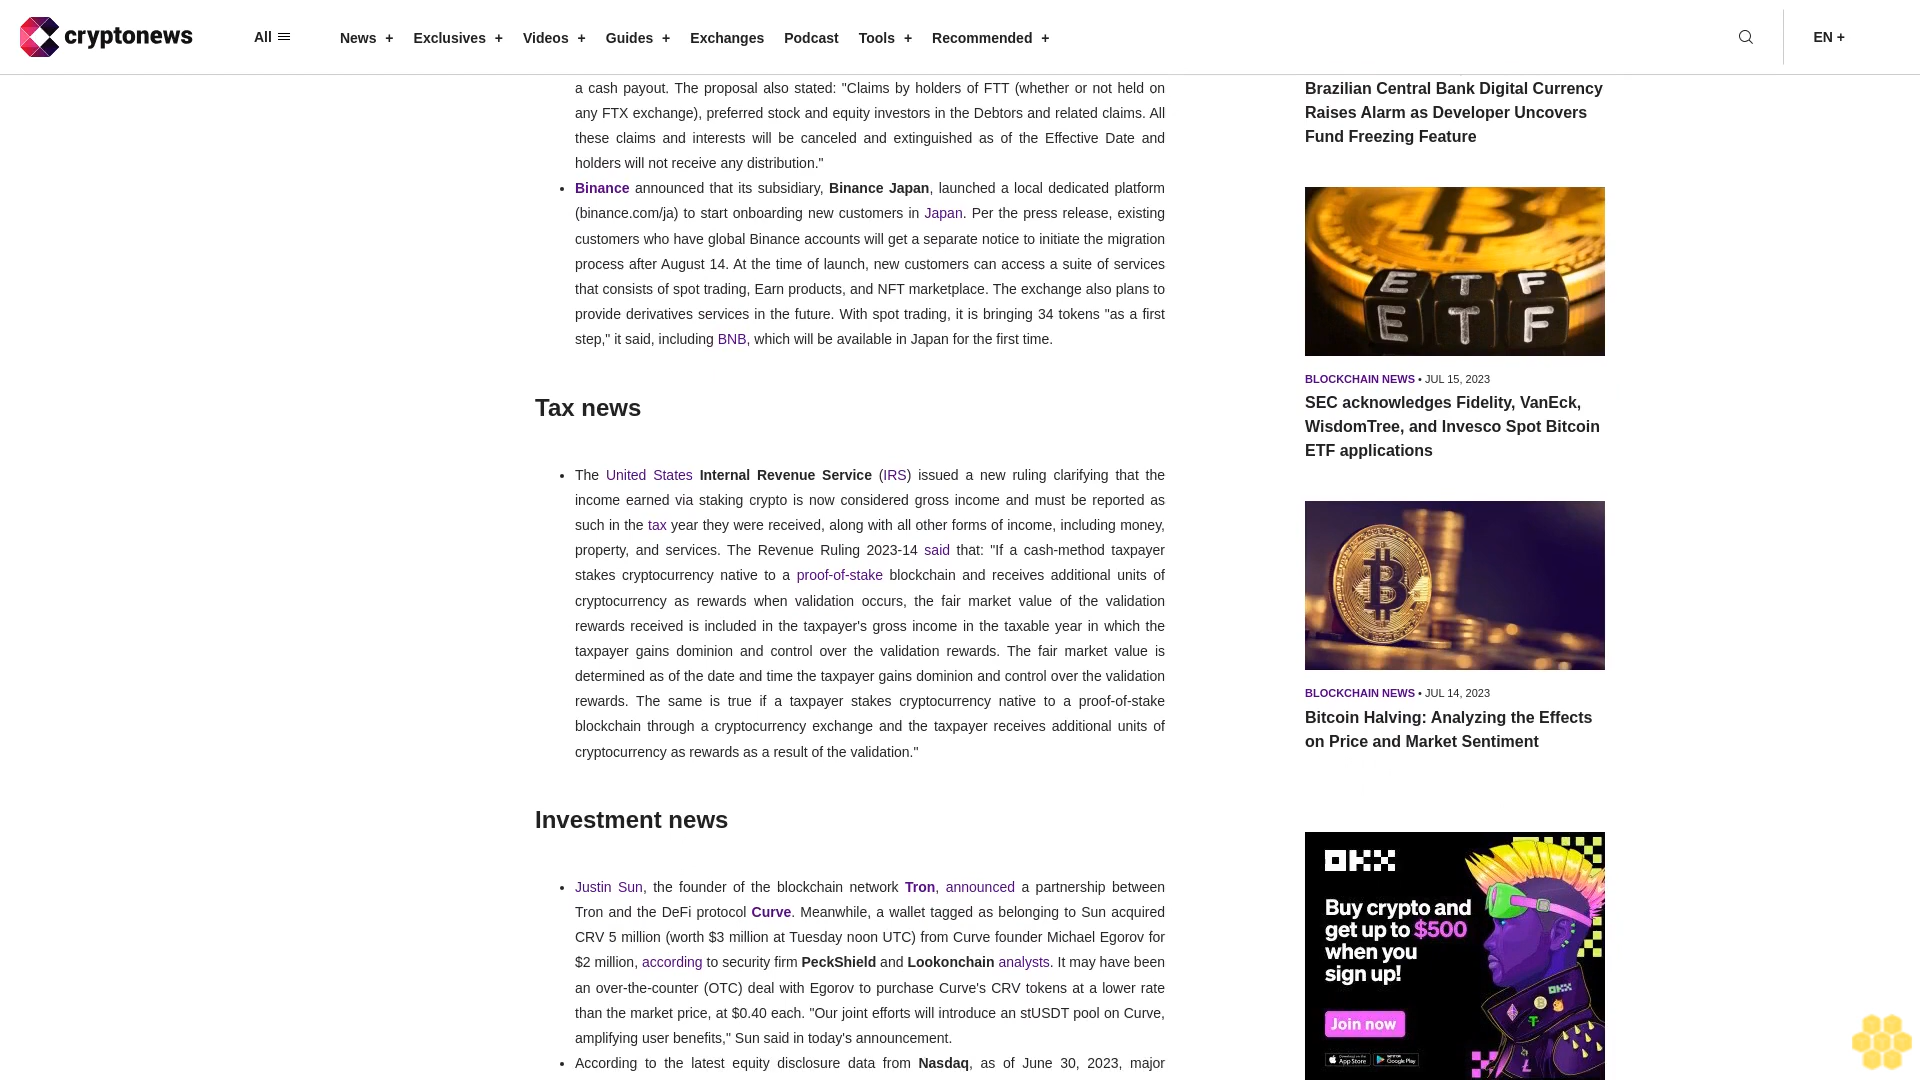 cryptonews
All
News +
Exclusives +
Videos +
Guides +
Exchanges
Podcast
Tools +
Recommended +
EN +
a cash payout. The proposal also stated: "Claims by holders of FTT (whether or not held on
any FTX exchange), preferred stock and equity investors in the Debtors and related claims. All
these claims and interests will be canceled and extinguished as of the Effective Date and
holders will not receive any distribution."
Binance announced that its subsidiary, Binance Japan, launched a local dedicated platform
(binance.com/ja) to start onboarding new customers in Japan. Per the press release, existing
customers who have global Binance accounts will get a separate notice to initiate the migration
process after August 14. At the time of launch, new customers can access a suite of services
that consists of spot trading, Earn products, and NFT marketplace. The exchange also plans to
provide derivatives services in the future. With spot trading, it is bringing 34 tokens "as a first
step," it said, including BNB, which will be available in Japan for the first time.
Tax news
The United States Internal Revenue Service (IRS) issued a new ruling clarifying that the
income earned via staking crypto is now considered gross income and must be reported as
such in the tax year they were received, along with all other forms of income, including money,
property, and services. The Revenue Ruling 2023-14 said that: "If a cash-method taxpayer
stakes cryptocurrency native to a proof-of-stake blockchain and receives additional units of
cryptocurrency as rewards when validation occurs, the fair market value of the validation
rewards received is included in the taxpayer's gross income in the taxable year in which the
taxpayer gains dominion and control over the validation rewards. The fair market value is
determined as of the date and time the taxpayer gains dominion and control over the validation
rewards. The same is true if a taxpayer stakes cryptocurrency native to a proof-of-stake
blockchain through a cryptocurrency exchange and the taxpayer receives additional units of
cryptocurrency as rewards as a result of the validation."
Investment news
Justin Sun, the founder of the blockchain network Tron, announced a partnership between
Tron and the DeFi protocol Curve. Meanwhile, a wallet tagged as belonging to Sun acquired
CRV 5 million (worth $3 million at Tuesday noon UTC) from Curve founder Michael Egorov for
$2 million, according to security firm PeckShield and Lookonchain analysts. It may have been
an over-the-counter (OTC) deal with Egorov to purchase Curve's CRV tokens at a lower rate
than the market price, at $0.40 each. "Our joint efforts will introduce an stUSDT pool on Curve,
amplifying user benefits," Sun said in today's announcement.
According to the latest equity disclosure data from Nasdaq, as of June 30, 2023, major
Brazilian Central Bank Digital Currency
Raises Alarm as Developer Uncovers
Fund Freezing Feature
ETF
ETF
BLOCKCHAIN NEWS • JUL 15, 2023
SEC acknowledges Fidelity, VanEck,
WisdomTree, and Invesco Spot Bitcoin
ETF applications
BLOCKCHAIN NEWS • JUL 14, 2023
Bitcoin Halving: Analyzing the Effects
on Price and Market Sentiment
OKX
Buy crypto and
get up to $500
when you
sign up!
Join now
App Store
Google Play
OKX